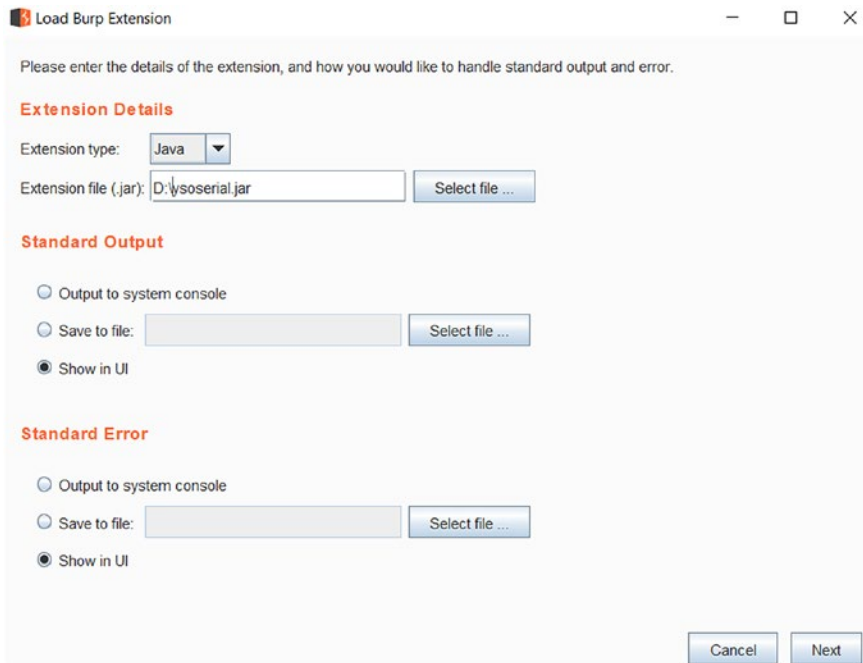 Load Burp Extension
Please enter the details of the extension, and how you would like to handle standard output and error.
Extension Details
Extension type: Java
Extension file (.jar): D:\ysoserial.jar Select file ...
Standard Output
Output to system console
Save to file: Select file ...
Show in UI
Standard Error
Output to system console
Save to file: Select file ...
Show in UI
Cancel Next